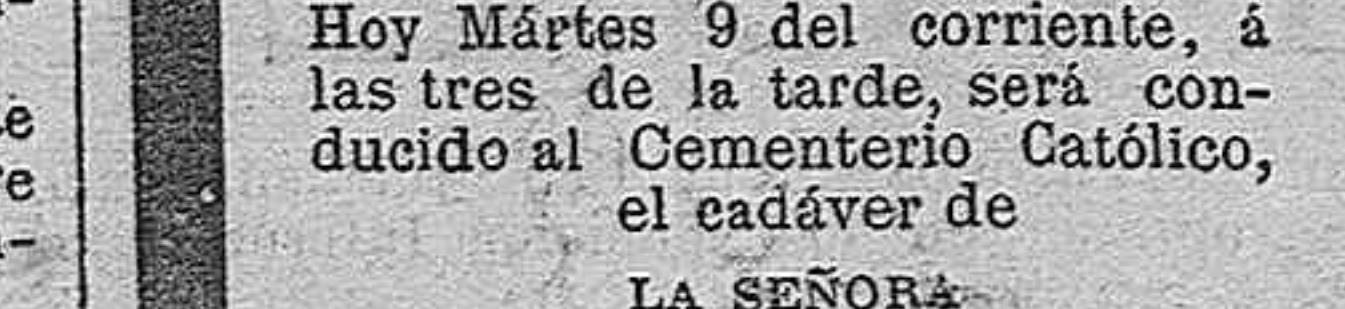 Hoy Mártes 9 del corriente, á
las tres de la tarde, será con-
ducido al Cementerio Católico,
el cadáver de
LA SEÑORA